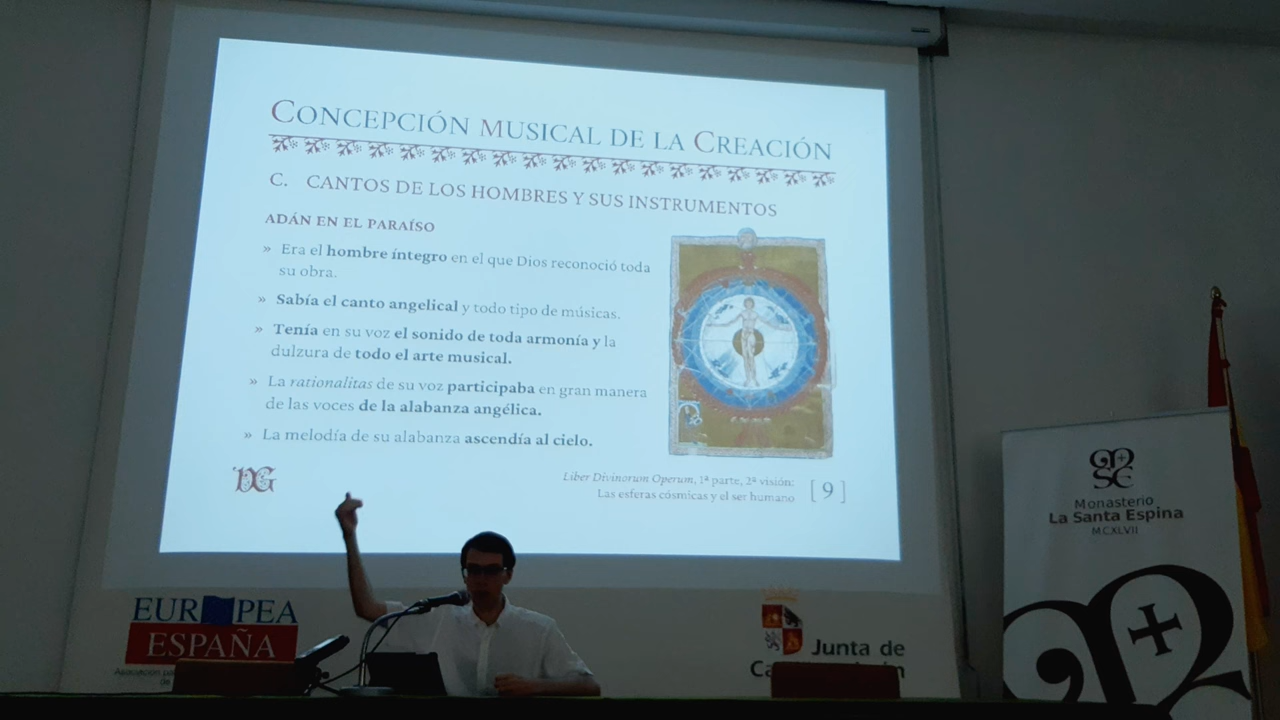 CONCEPCIÓN MUSICAL DE LA CREACIÓN
C. CANTOS DE LOS HOMBRES Y SUS INSTRUMENTOS
ADÁN EN EL PARAÍSO
» Era el hombre íntegro en el que Dios reconoció toda
su obra.
» Sabía el canto angelical y todo tipo de músicas.
» Tenía en su voz el sonido de toda armonía y la
dulzura de todo el arte musical.
» La rationalitas de su voz participaba en gran manera
de las voces de la alabanza angélica.
» La melodía de su alabanza ascendía al cielo.
Liber Divinorum Operum, 1ª parte, 2ª visión:
Las esferas cósmicas y el ser humano
[ 9 ]
EUROPEA
ESPAÑA
Junta de
Monasterio
La Santa Espina
MCXLVII